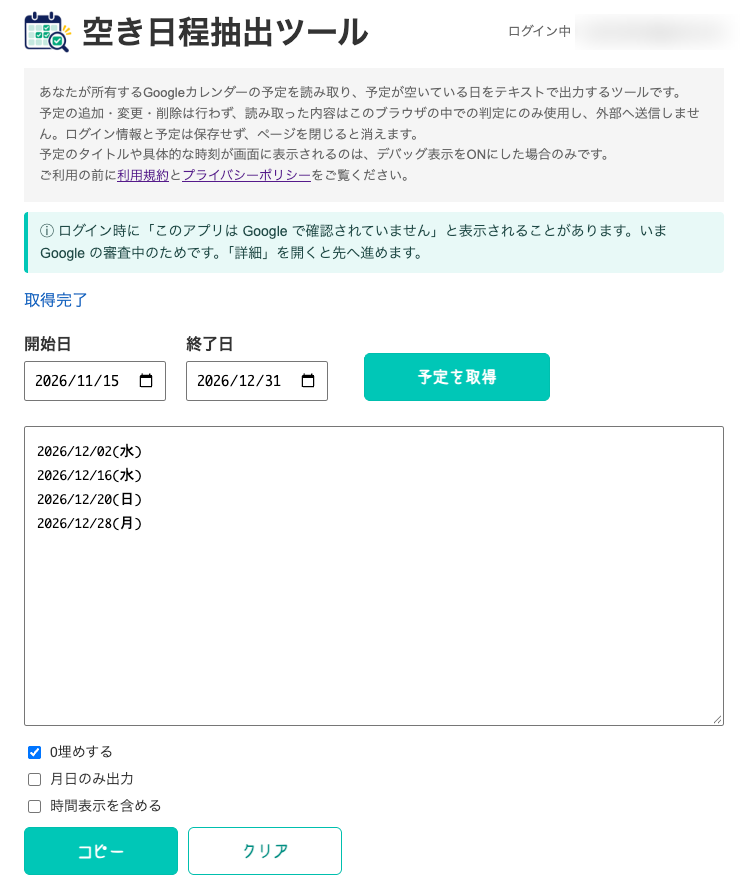 空き日程抽出ツール
ログイン中
あなたが所有するGoogleカレンダーの予定を読み取り、予定が空いている日をテキストで出力するツールです。
予定の追加・変更・削除は行わず、読み取った内容はこのブラウザの中での判定にのみ使用し、外部へ送信しませ
ん。ログイン情報と予定は保存せず、ページを閉じると消えます。
予定のタイトルや具体的な時刻が画面に表示されるのは、デバッグ表示をONにした場合のみです。
ご利用の前に利用規約とプライバシーポリシーをご覧ください。
ⓘ ログイン時に「このアプリは Google で確認されていません」と表示されることがあります。いま
Google の審査中のためです。「詳細」を開くと先へ進めます。
取得完了
開始日 終了日
2026/11/15 2026/12/31 予定を取得
2026/12/02(水)
2026/12/16(水)
2026/12/20(日)
2026/12/28(月)
0埋めする
月日のみ出力
時間表示を含める
コピー クリア